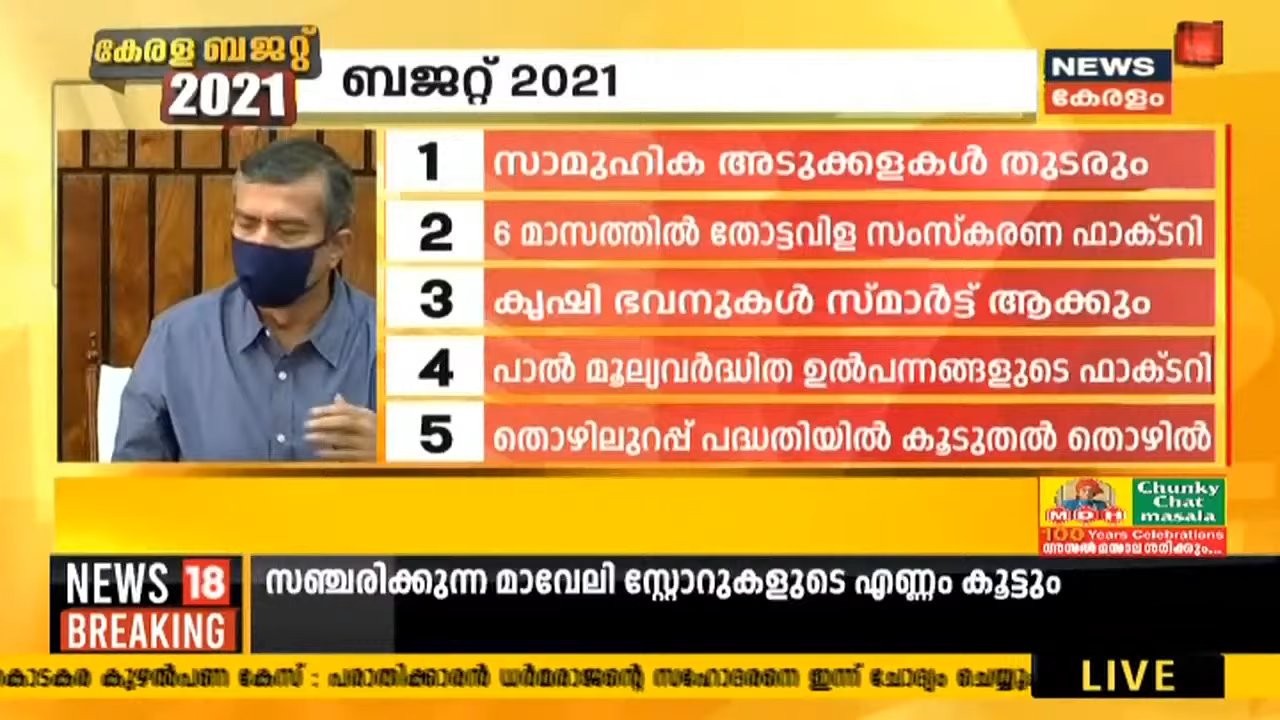 കേരള ബജറ്റ്
2021
ബജറ്റ് 2021
NEWS
കേരളം
1 സാമുഹിക അടുക്കളകൾ തുടരും
2 6 മാസത്തിൽ തോട്ടവിള സംസ്കരണ ഫാക്ടറി
3 കൃഷി ഭവനുകൾ സ്മാർട്ട് ആക്കും
4 പാൽ മൂല്യവർദ്ധിത ഉൽപന്നങ്ങളുടെ ഫാക്ടറി
5 തൊഴിലുറപ്പ് പദ്ധതിയിൽ കൂടുതൽ തൊഴിൽ
MDH
Chunky
Chat
masala
100 Years Celebrations
NEWS 18
BREAKING
സഞ്ചരിക്കുന്ന മാവേലി സ്റ്റോറുകളുടെ എണ്ണം കൂട്ടും
കൊടകര കുഴൽപണ കേസ് : പരാതിക്കാരൻ ധർമരാജന്റെ സഹോദരനെ ഇന്ന് ചോദ്യം ചെയ്യും
LIVE